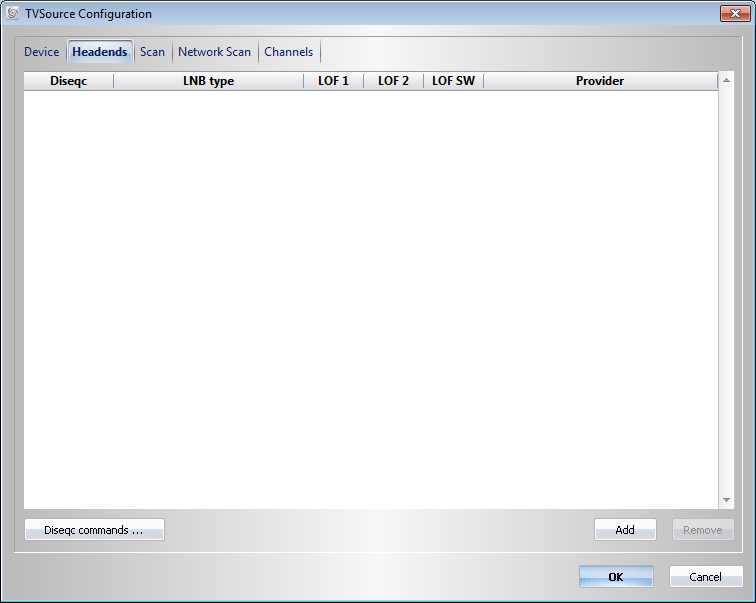 TVSource Configuration
Device Headends Scan Network Scan Channels
Diseqc LNB type LOF 1 LOF 2 LOF SW Provider
Diseqc commands ... Add Remove
OK Cancel